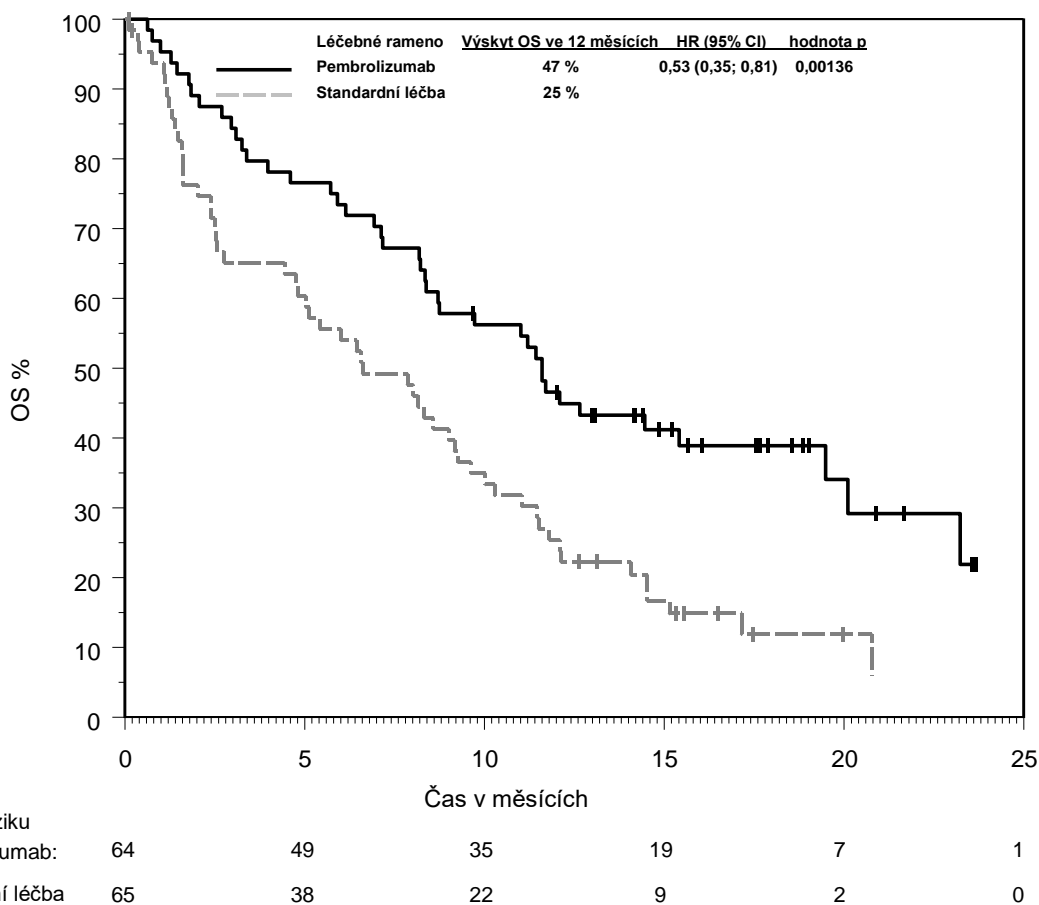 Léčebné rameno Výskyt OS ve 12 měsících HR (95% CI) hodnota p
Pembrolizumab 47 % 0,53 (0,35; 0,81) 0,00136
Standardní léčba 25 %
100
90
80
70
60
50
40
30
20
10
0
OS %
0 5 10 15 20 25
Čas v měsících
ziku
umab: 64 49 35 19 7 1
ní léčba 65 38 22 9 2 0